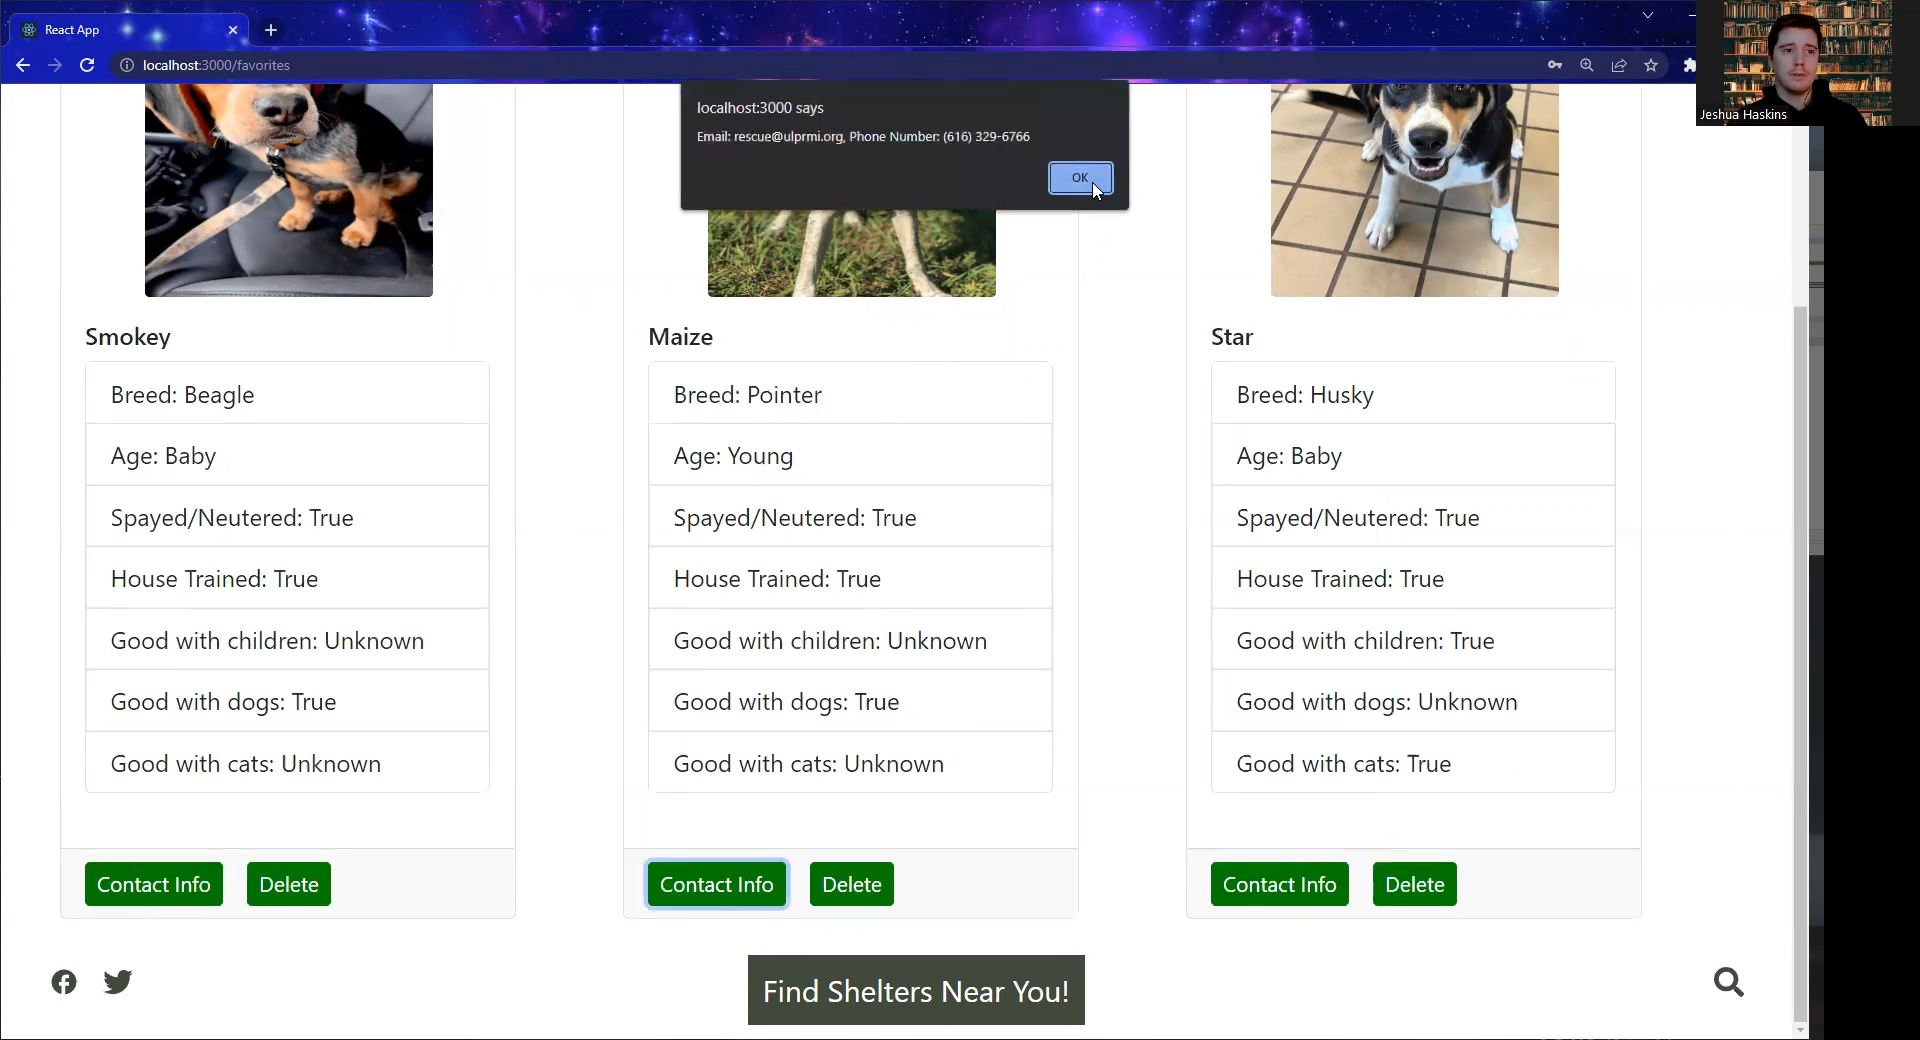 React App
localhost:3000/favorites
Jeshua Haskins
localhost:3000 says
Email: rescue@ulprmi.org, Phone Number: (616) 329-6766
OK
Smokey
Breed: Beagle
Age: Baby
Spayed/Neutered: True
House Trained: True
Good with children: Unknown
Good with dogs: True
Good with cats: Unknown
Contact Info
Delete
Maize
Breed: Pointer
Age: Young
Spayed/Neutered: True
House Trained: True
Good with children: Unknown
Good with dogs: True
Good with cats: Unknown
Contact Info
Delete
Star
Breed: Husky
Age: Baby
Spayed/Neutered: True
House Trained: True
Good with children: True
Good with dogs: Unknown
Good with cats: True
Contact Info
Delete
Find Shelters Near You!